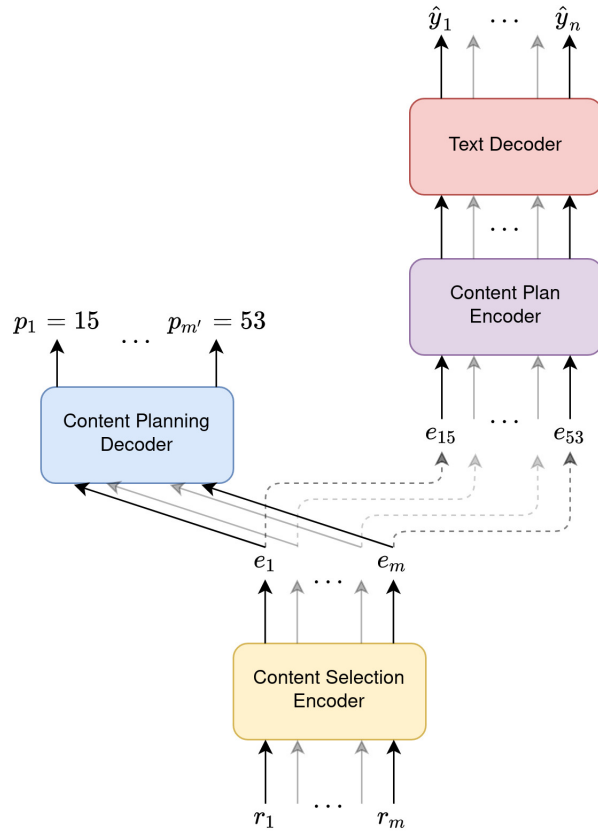 ŷ₁ ... ŷₙ
Text Decoder
...
Content Plan
Encoder
p₁ = 15 ... pₘ′ = 53
Content Planning
Decoder
e₁₅ ... e₅₃
e₁ ... eₘ
Content Selection
Encoder
r₁ ... rₘ